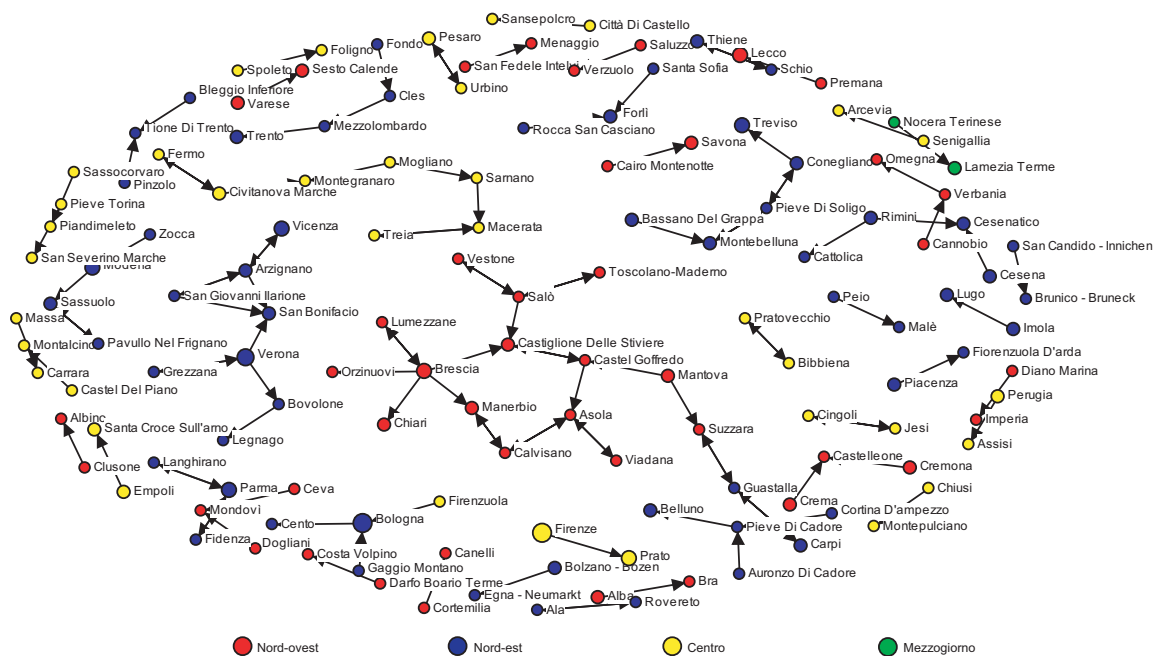 Sansepolcro
Città Di Castello
Pesaro
Menaggio
Saluzzo
Thiene
Foligno
Fondo
Lecco
Spoleto
Sesto Calende
San Fedele Intelvi
Verzuolo
Santa Sofia
Schio
Premana
Bleggio Inferiore
Urbino
Varese
Cles
Arcevia
Forlì
Nocera Terinese
Tione Di Trento
Trento
Mezzolombardo
Rocca San Casciano
Treviso
Senigallia
Savona
Fermo
Mogliano
Cairo Montenotte
Conegliano
Omegna
Lamezia Terme
Sassocorvaro
Pinzolo
Civitanova Marche
Montegranaro
Sarnano
Verbania
Pieve Torina
Pieve Di Soligo
Piandimeleto
Vicenza
Bassano Del Grappa
Rimini
Cesenatico
Zocca
Treia
Macerata
Montebelluna
Cannobio
San Candido - Innichen
San Severino Marche
Vestone
Cattolica
Modena
Arzignano
Toscolano-Maderno
Cesena
San Giovanni Ilarione
Salò
Peio
Lugo
Brunico - Bruneck
Sassuolo
San Bonifacio
Massa
Lumezzane
Pratovecchio
Malè
Imola
Montalcino
Pavullo Nel Frignano
Castiglione Delle Stiviere
Verona
Castel Goffredo
Bibbiena
Fiorenzuola D'arda
Carrara
Grezzana
Orzinuovi
Brescia
Mantova
Diano Marina
Castel Del Piano
Piacenza
Perugia
Bovolone
Manerbio
Albino
Asola
Cingoli
Imperia
Santa Croce Sull'arno
Chiari
Suzzara
Jesi
Legnago
Assisi
Calvisano
Clusone
Langhirano
Viadana
Castelleone
Cremona
Empoli
Parma
Ceva
Guastalla
Chiusi
Firenzuola
Crema
Mondovì
Belluno
Cortina D'ampezzo
Cento
Bologna
Firenze
Pieve Di Cadore
Montepulciano
Fidenza
Dogliani
Carpi
Costa Volpino
Canelli
Prato
Gaggio Montano
Bolzano - Bozen
Auronzo Di Cadore
Darfo Boario Terme
Bra
Egna - Neumarkt
Alba
Rovereto
Cortemilia
Ala
Nord-ovest
Nord-est
Centro
Mezzogiorno